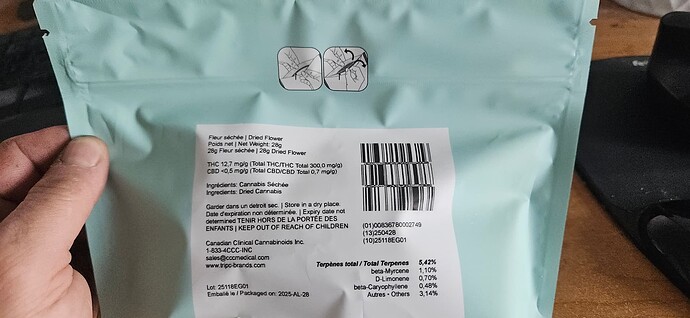 Fleur séchée | Dried Flower
Poids net | Net Weight: 28g
28g Fleur séchée | 28g Dried Flower
THC 12,7 mg/g (Total THC/THC Total 300,0 mg/g)
CBD <0,5 mg/g (Total CBD/CBD Total 0,7 mg/g)
Ingrédients: Cannabis Séchée
Ingredients: Dried Cannabis
Garder dans un detroit sec. | Store in a dry place.
Date d'expiration non déterminée. | Expiry date not
determined TENIR HORS DE LA PORTÉE DES
ENFANTS | KEEP OUT OF REACH OF CHILDREN
Canadian Clinical Cannabinoids Inc.
1-833-4CCC-INC
sales@cccmedical.com
www.tripc-brands.com
Lot: 25118EG01
Emballé le / Packaged on: 2025-AL-28
(01)00836780002749
(13)250428
(10)25118EG01
Terpènes total / Total Terpenes 5,42%
beta-Myrcene 1,10%
D-Limonene 0,70%
beta-Caryophylene 0,48%
Autres - Others 3,14%